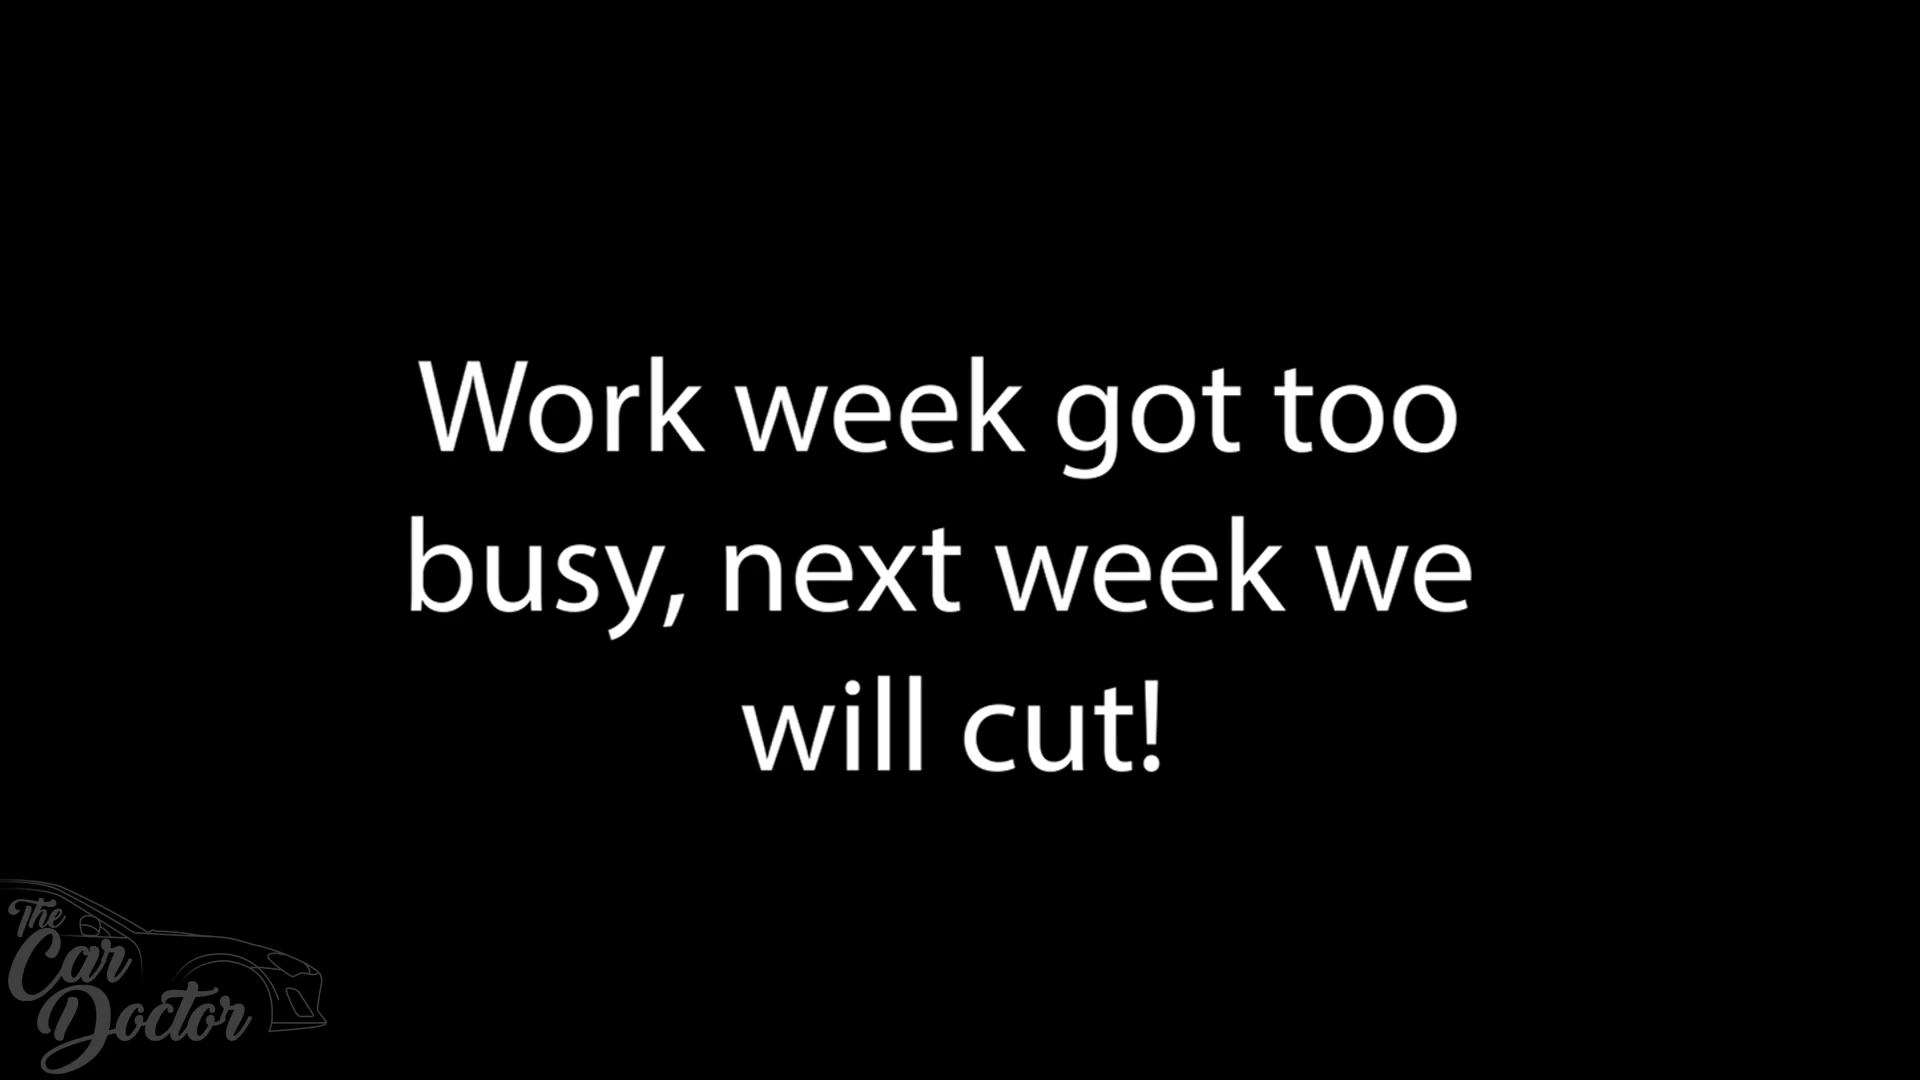 Work week got too
busy, next week we
will cut!
The
Car
Doctor